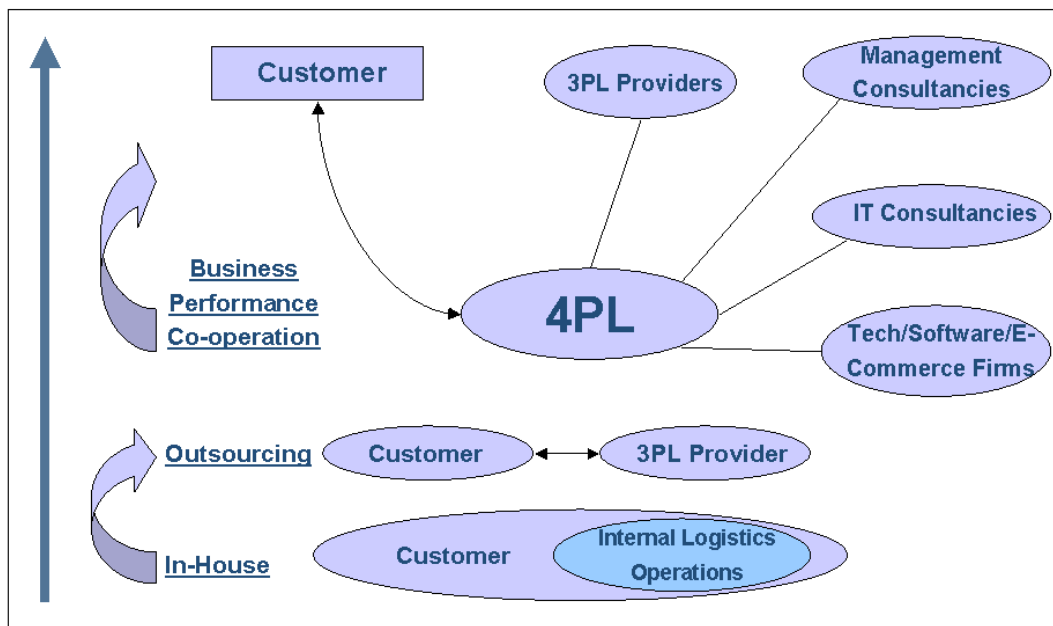 Customer
3PL Providers
Management
Consultancies
IT Consultancies
Business
Performance
Co-operation
4PL
Tech/Software/E-
Commerce Firms
Outsourcing
Customer
3PL Provider
In-House
Customer
Internal Logistics
Operations